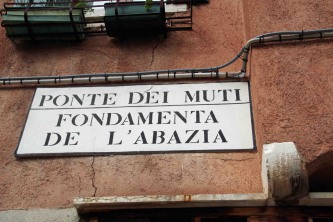 PONTE DEI MUTI
FONDAMENTA
DE L'ABAZIA